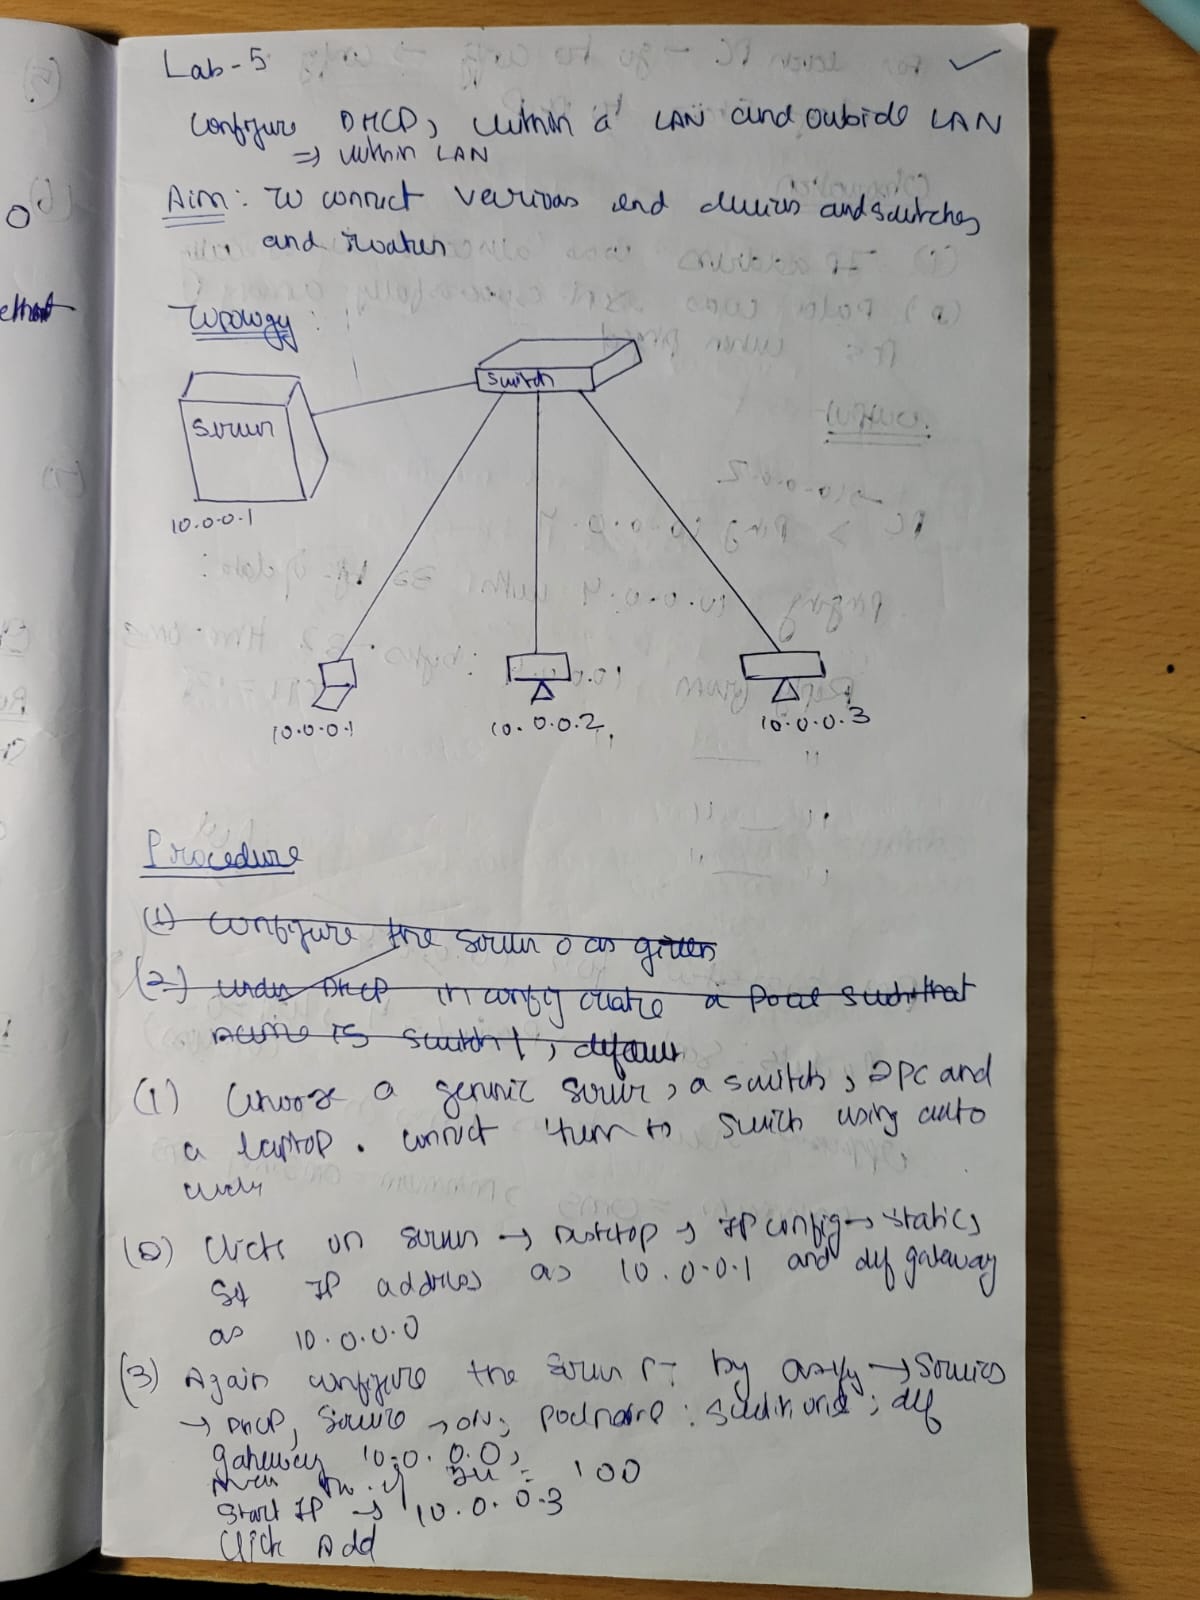 Lab-5
Configure DHCP, within a LAN and outside LAN
⇒ within LAN
Aim: To connect various end devices and switches
and router
Topology:
Switch
Server
10.0.0.1
10.0.0.1
10.0.0.2
10.0.0.3
Procedure
(1) configure the server 0 as given
(2) under DHCP in config create a pool such that
name is switch1, default
(1) Choose a generic server, a switch, 2PC and
a laptop. connect them to switch using auto
(2) Click on server → Desktop → IP config → static
Set IP address as 10.0.0.1 and def gateway
as 10.0.0.0
(3) Again configure the server by → Services
→ DHCP, Service → ON; poolname: switch one; def
gateway 10.0.0.0,
no. of = 100
Start IP → 10.0.0.3
Click Add